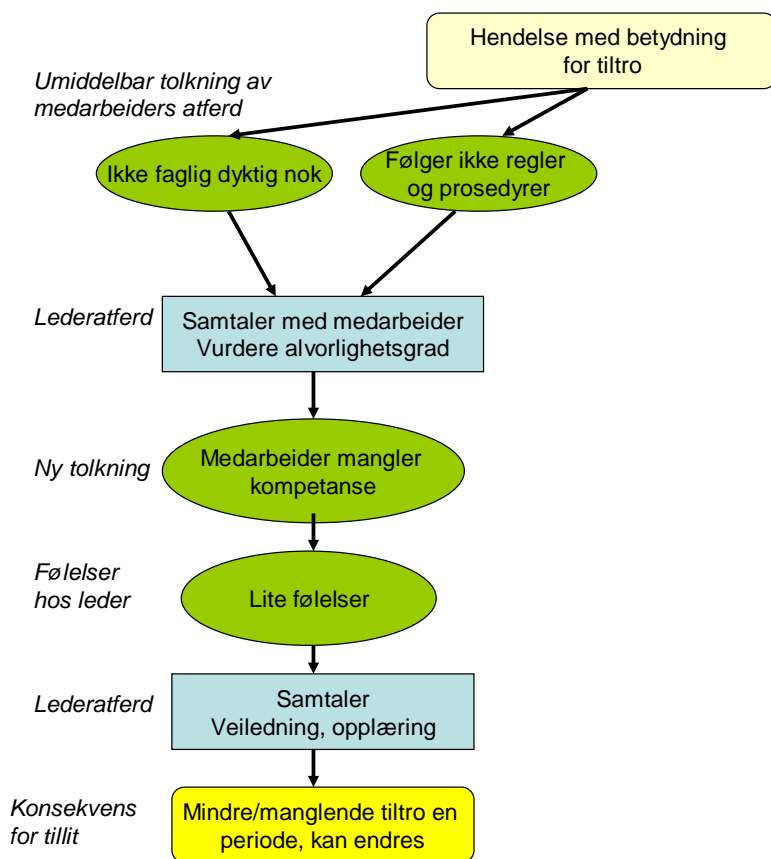 Hendelse med betydning
for tiltro
Umiddelbar tolkning av
medarbeiders atferd
Ikke faglig dyktig nok
Følger ikke regler
og prosedyrer
Lederatferd
Samtaler med medarbeider
Vurdere alvorlighetsgrad
Ny tolkning
Medarbeider mangler
kompetanse
Følelser
hos leder
Lite følelser
Lederatferd
Samtaler
Veiledning, opplæring
Konsekvens
for tillit
Mindre/manglende tiltro en
periode, kan endres